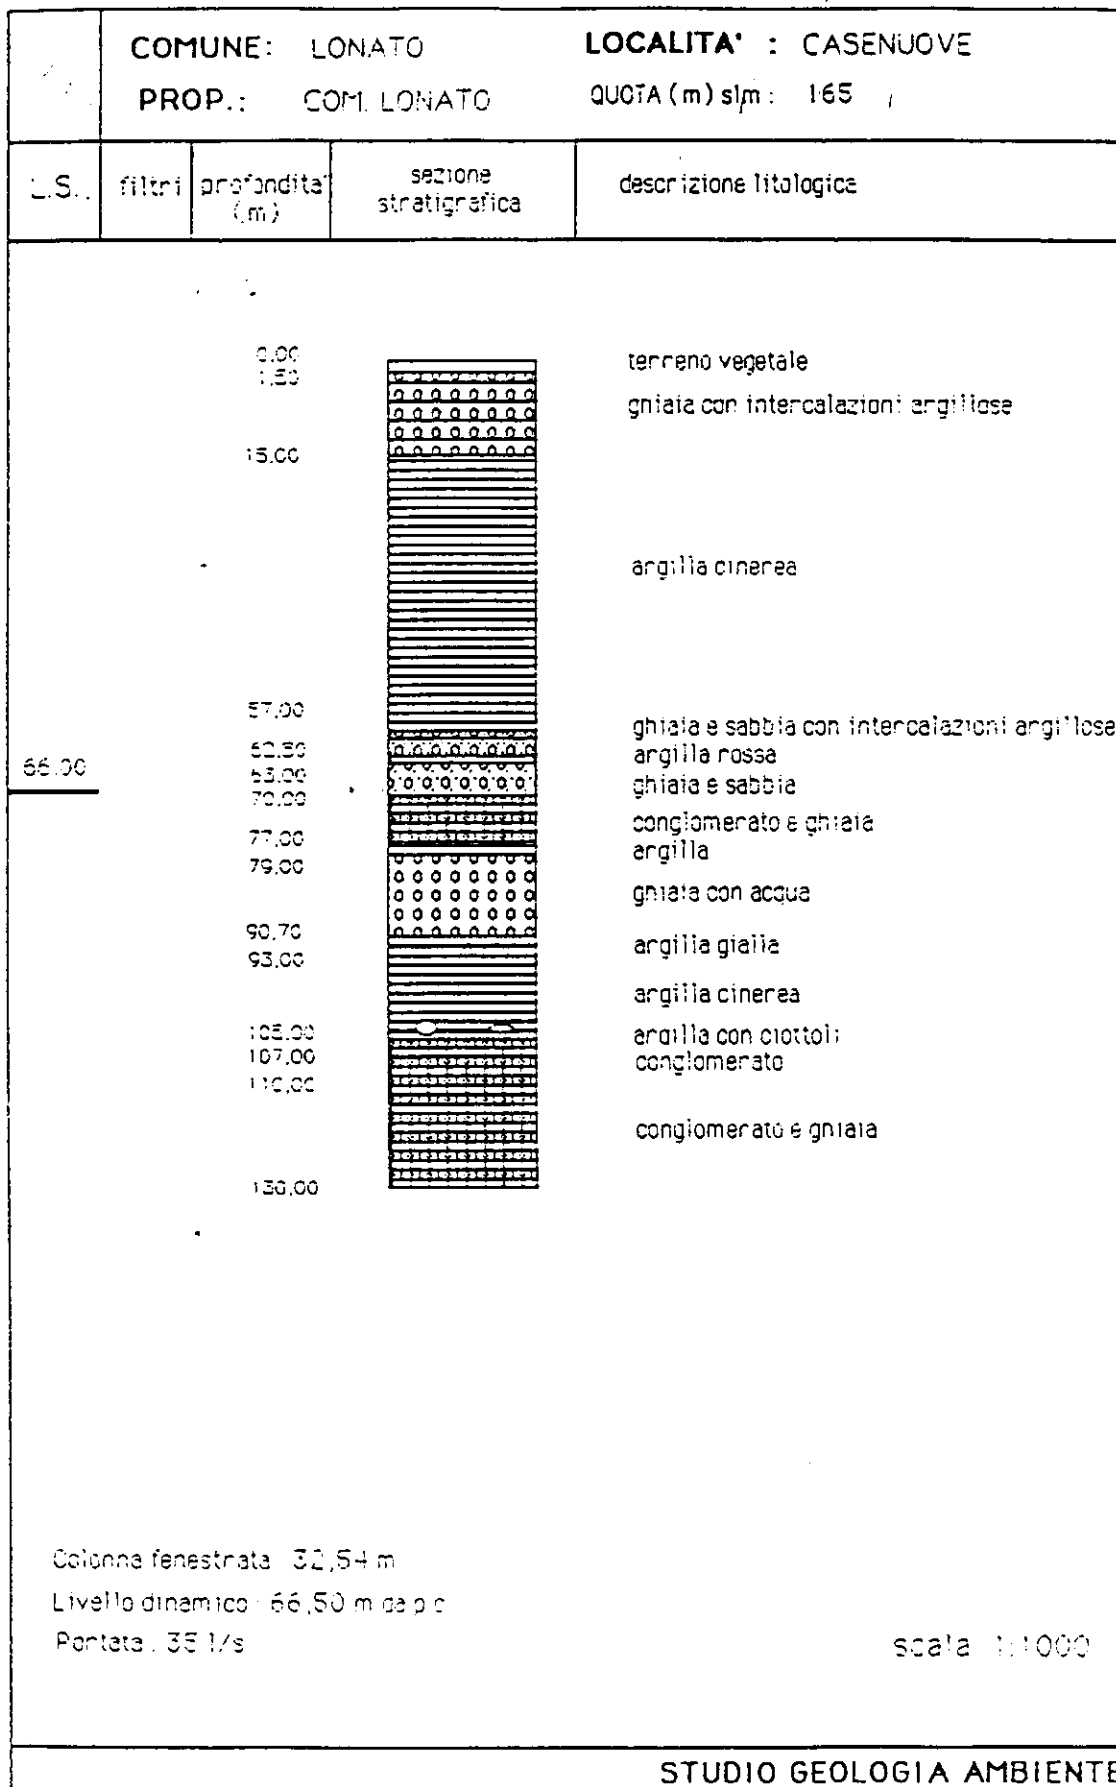 COMUNE: LONATO
LOCALITA' : CASENUOVE
PROP.: COM. LONATO
QUOTA (m) slm : 165
L.S.
filtri
profondita' (m)
sezione stratigrafica
descrizione litologica
0,00
terreno vegetale
1,50
ghiaia con intercalazioni argillose
15,00
argilla cinerea
57,00
ghiaia e sabbia con intercalazioni argillose
62,50
argilla rossa
66.00
63,00
ghiaia e sabbia
70,00
conglomerato e ghiaia
77,00
argilla
79,00
ghiaia con acqua
90,70
argilla gialla
93,00
argilla cinerea
105,00
argilla con ciottoli
107,00
conglomerato
110,00
conglomerato e ghiaia
130,00
Colonna fenestrata : 32,54 m
Livello dinamico : 66,50 m da p c
Portata : 35 l/s
scala 1:1000
STUDIO GEOLOGIA AMBIENTE